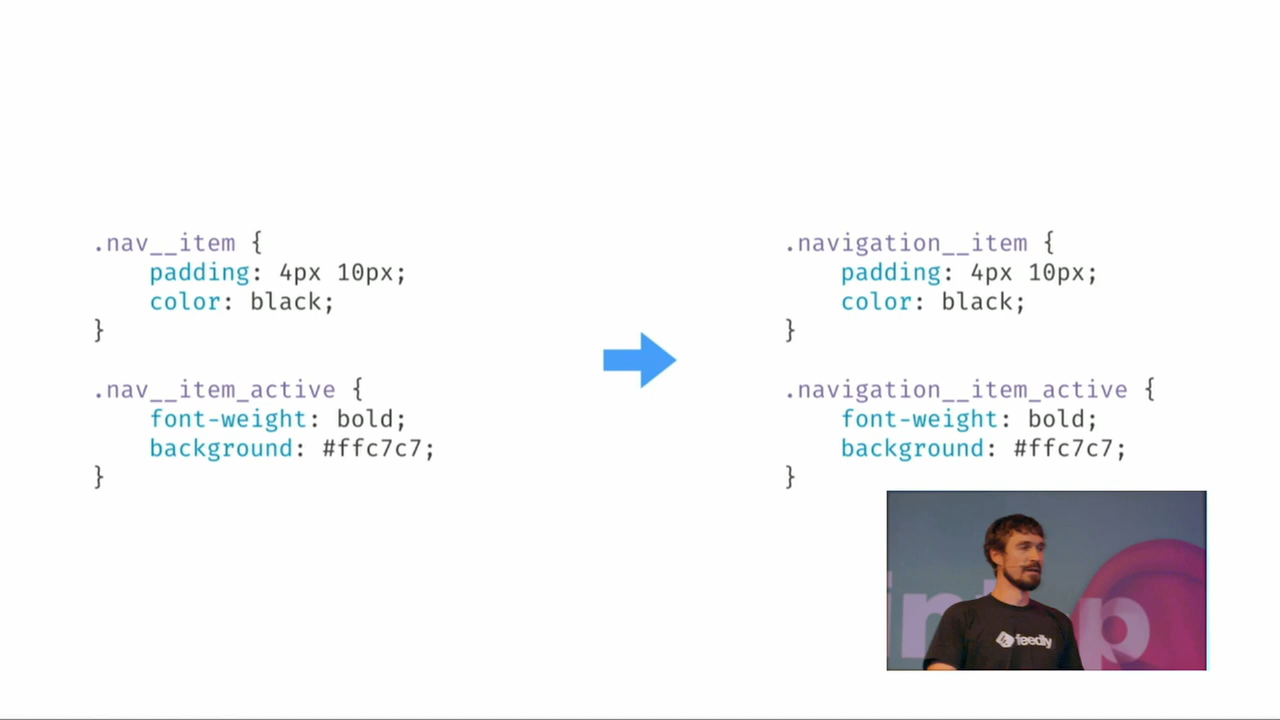 .nav__item {
padding: 4px 10px;
color: black;
}
.nav__item_active {
font-weight: bold;
background: #ffc7c7;
}
.navigation__item {
padding: 4px 10px;
color: black;
}
.navigation__item_active {
font-weight: bold;
background: #ffc7c7;
}
feedly